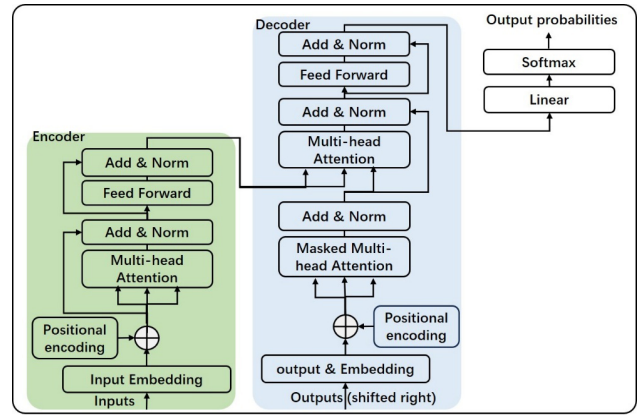 Encoder
Add & Norm
Feed Forward
Add & Norm
Multi-head
Attention
Positional
encoding
Input Embedding
Inputs
Decoder
Add & Norm
Feed Forward
Add & Norm
Multi-head
Attention
Add & Norm
Masked Multi-
head Attention
Positional
encoding
output & Embedding
Outputs (shifted right)
Output probabilities
Softmax
Linear